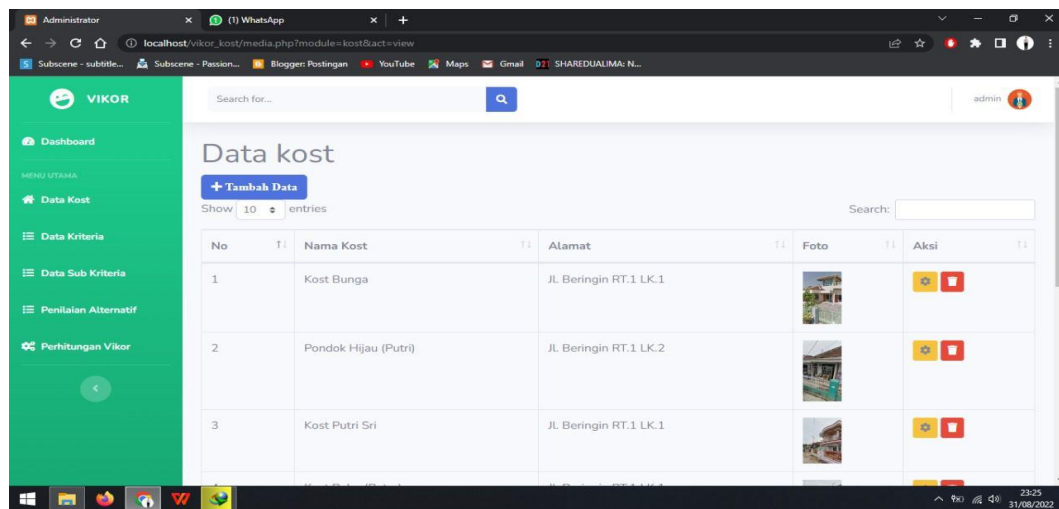 Administrator
(1) WhatsApp
localhost/vikor_kost/media.php?module=kost&act=view
Subscene - subtitle...
Subscene - Passion...
Blogger: Postingan
YouTube
Maps
Gmail
D21 SHAREDUALIMA: N...
VIKOR
Search for...
admin
Dashboard
MENU UTAMA
Data Kost
Data Kriteria
Data Sub Kriteria
Penilaian Alternatif
Perhitungan Vikor
Data kost
+ Tambah Data
Show 10 entries
Search:
No Nama Kost Alamat Foto Aksi
1 Kost Bunga JL. Beringin RT.1 LK.1
2 Pondok Hijau (Putri) JL. Beringin RT.1 LK.2
3 Kost Putri Sri JL. Beringin RT.1 LK.1
23:25
31/08/2022